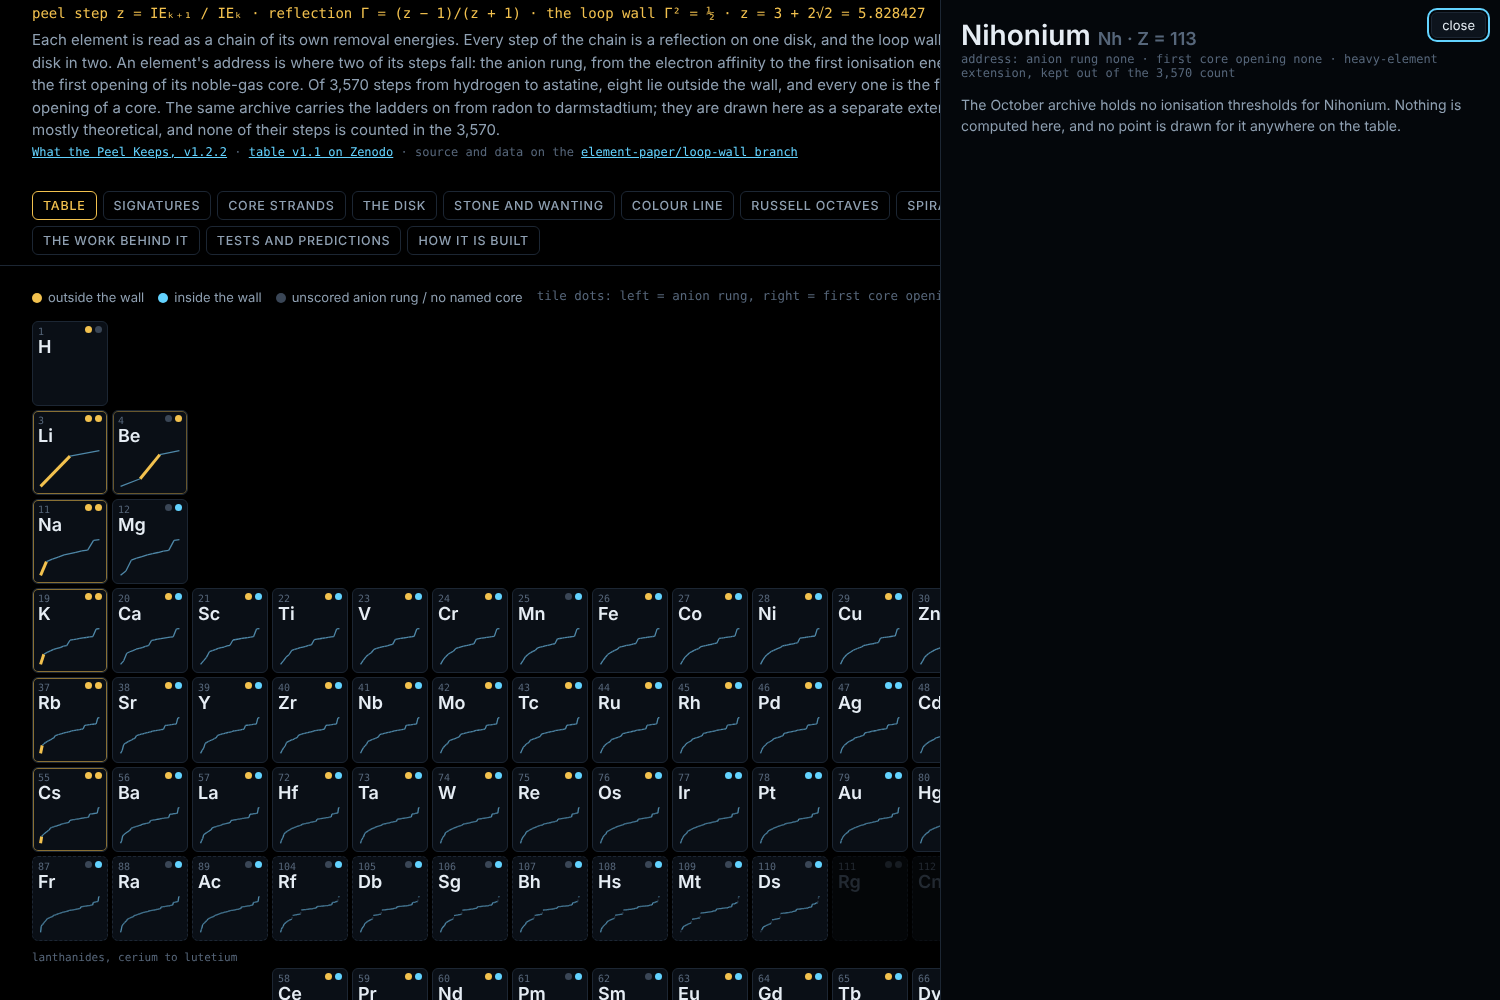 peel step z = IEₖ₊₁ / IEₖ · reflection Γ = (z − 1)/(z + 1) · the loop wall Γ² = ½ · z = 3 + 2√2 = 5.828427
Each element is read as a chain of its own removal energies. Every step of the chain is a reflection on one disk, and the loop wall
disk in two. An element's address is where two of its steps fall: the anion rung, from the electron affinity to the first ionisation ene
the first opening of its noble-gas core. Of 3,570 steps from hydrogen to astatine, eight lie outside the wall, and every one is the f
opening of a core. The same archive carries the ladders on from radon to darmstadtium; they are drawn here as a separate exter
mostly theoretical, and none of their steps is counted in the 3,570.
What the Peel Keeps, v1.2.2 · table v1.1 on Zenodo · source and data on the element-paper/loop-wall branch
TABLE SIGNATURES CORE STRANDS THE DISK STONE AND WANTING COLOUR LINE RUSSELL OCTAVES SPIRA
THE WORK BEHIND IT TESTS AND PREDICTIONS HOW IT IS BUILT
outside the wall inside the wall unscored anion rung / no named core tile dots: left = anion rung, right = first core openi
1
H
3 4
Li Be
11 12
Na Mg
19 20 21 22 23 24 25 26 27 28 29 30
K Ca Sc Ti V Cr Mn Fe Co Ni Cu Zn
37 38 39 40 41 42 43 44 45 46 47 48
Rb Sr Y Zr Nb Mo Tc Ru Rh Pd Ag Cd
55 56 57 72 73 74 75 76 77 78 79 80
Cs Ba La Hf Ta W Re Os Ir Pt Au Hg
87 88 89 104 105 106 107 108 109 110 111 112
Fr Ra Ac Rf Db Sg Bh Hs Mt Ds Rg Cn
lanthanides, cerium to lutetium
58 59 60 61 62 63 64 65 66
Ce Pr Nd Pm Sm Eu Gd Tb Dy
close
Nihonium Nh · Z = 113
address: anion rung none · first core opening none · heavy-element
extension, kept out of the 3,570 count
The October archive holds no ionisation thresholds for Nihonium. Nothing is
computed here, and no point is drawn for it anywhere on the table.